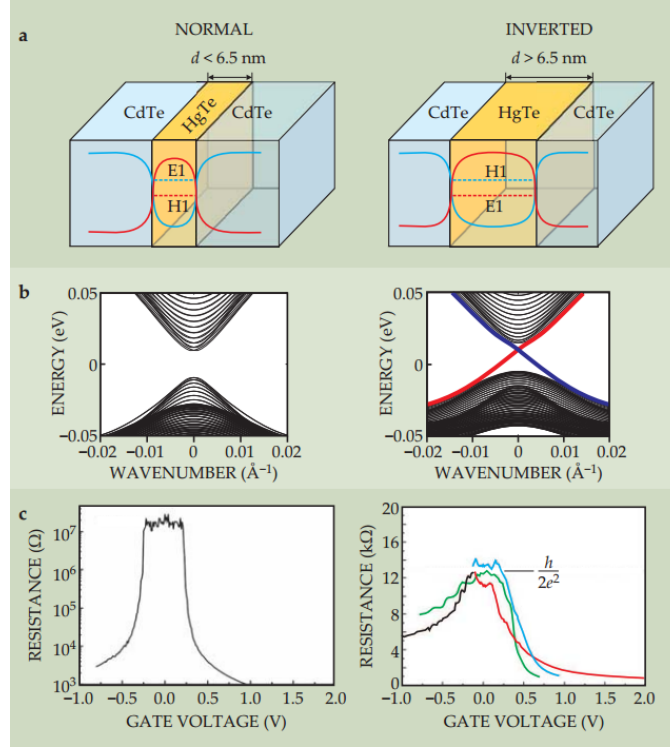 NORMAL
INVERTED
a
d < 6.5 nm
d > 6.5 nm
CdTe
HgTe
CdTe
CdTe
HgTe
CdTe
E1
H1
H1
E1
b
0.05
0
−0.05
ENERGY (eV)
−0.02 −0.01 0 0.01 0.02
WAVENUMBER (Å⁻¹)
0.05
0
−0.05
ENERGY (eV)
−0.02 −0.01 0 0.01 0.02
WAVENUMBER (Å⁻¹)
c
10⁷
10⁶
10⁵
10⁴
10³
RESISTANCE (Ω)
−1.0 −0.5 0.0 0.5 1.0 1.5 2.0
GATE VOLTAGE (V)
20
16
12
8
4
0
RESISTANCE (kΩ)
h
2e²
−1.0 −0.5 0.0 0.5 1.0 1.5 2.0
GATE VOLTAGE (V)